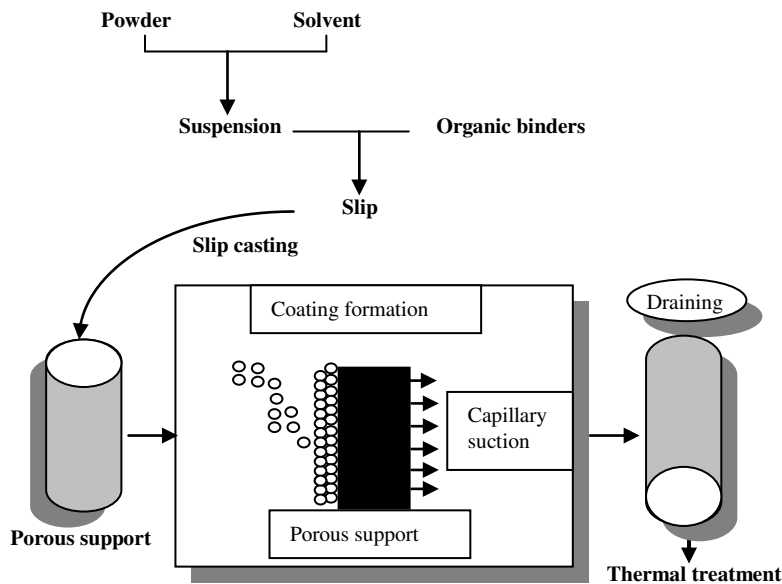 Powder
Solvent
Suspension
Organic binders
Slip
Slip casting
Coating formation
Draining
Capillary
suction
Porous support
Porous support
Thermal treatment